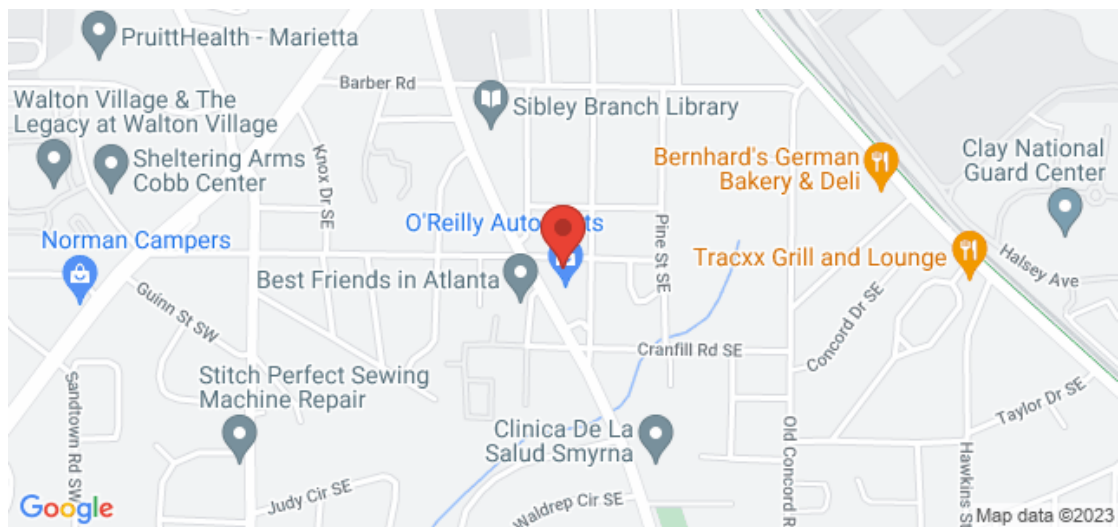 PruittHealth - Marietta
Barber Rd
Walton Village & The
Legacy at Walton Village
Sibley Branch Library
Sheltering Arms
Cobb Center
Knox Dr SE
Bernhard's German
Bakery & Deli
Clay National
Guard Center
Norman Campers
O'Reilly Auto
ts
Pine St SE
Tracxx Grill and Lounge
Halsey Ave
Best Friends in Atlanta
Guinn St SW
Concord Dr SE
Cranfill Rd SE
Stitch Perfect Sewing
Machine Repair
Sandtown Rd SW
Taylor Dr SE
Clinica De La
Salud Smyrna
Old Concord R
Hawkins S
Judy Cir SE
Waldrep Cir SE
Google
Map data ©2023